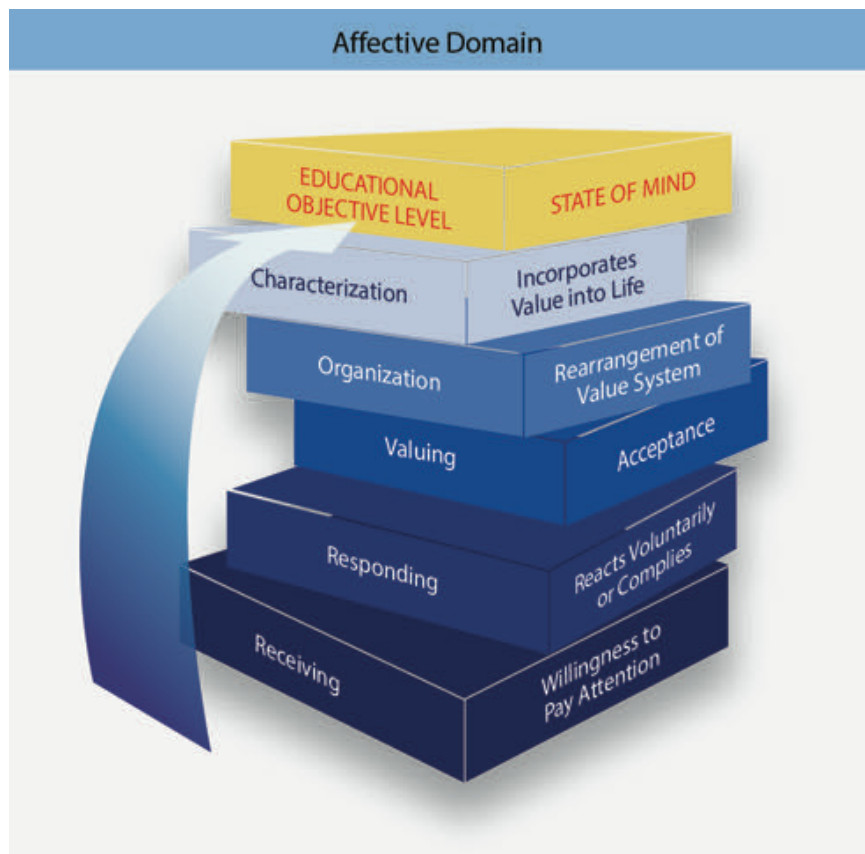 Affective Domain
EDUCATIONAL
OBJECTIVE LEVEL
STATE OF MIND
Characterization
Incorporates
Value into Life
Organization
Rearrangement of
Value System
Valuing
Acceptance
Responding
Reacts Voluntarily
or Complies
Receiving
Willingness to
Pay Attention